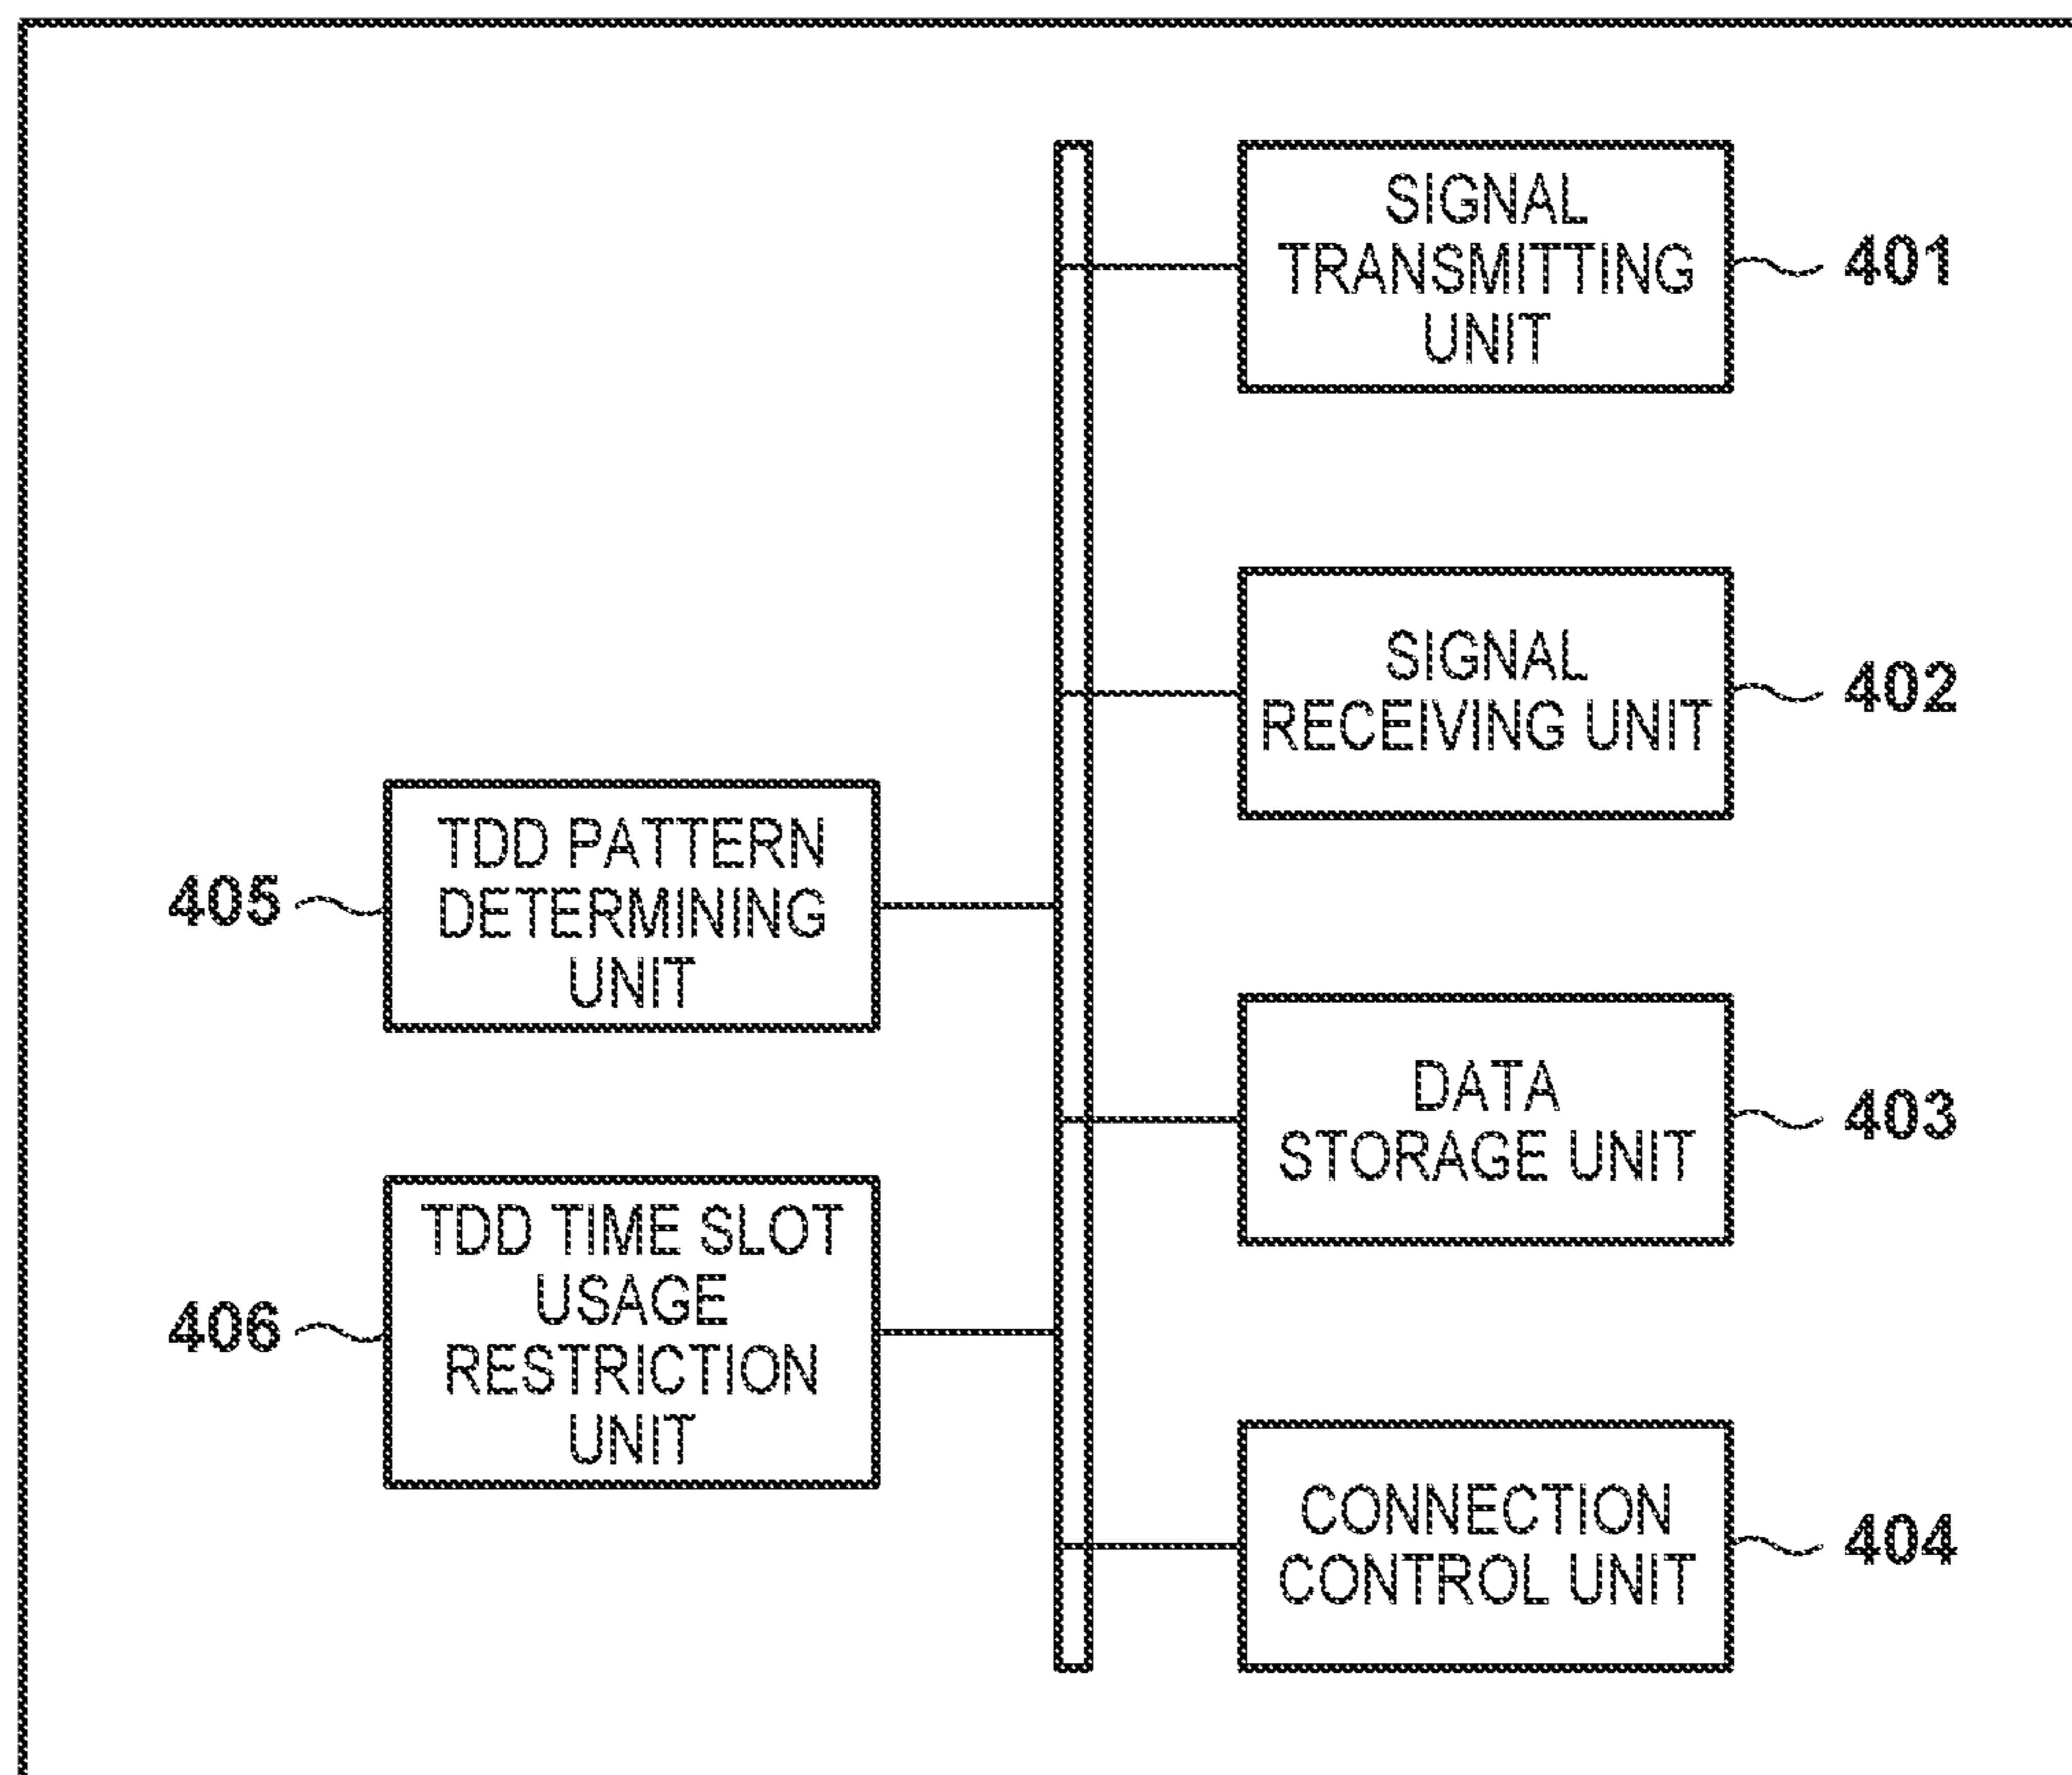 SIGNAL
TRANSMITTING
UNIT
401
SIGNAL
RECEIVING UNIT
402
405
TDD PATTERN
DETERMINING
UNIT
DATA
STORAGE UNIT
403
406
TDD TIME SLOT
USAGE
RESTRICTION
UNIT
CONNECTION
CONTROL UNIT
404